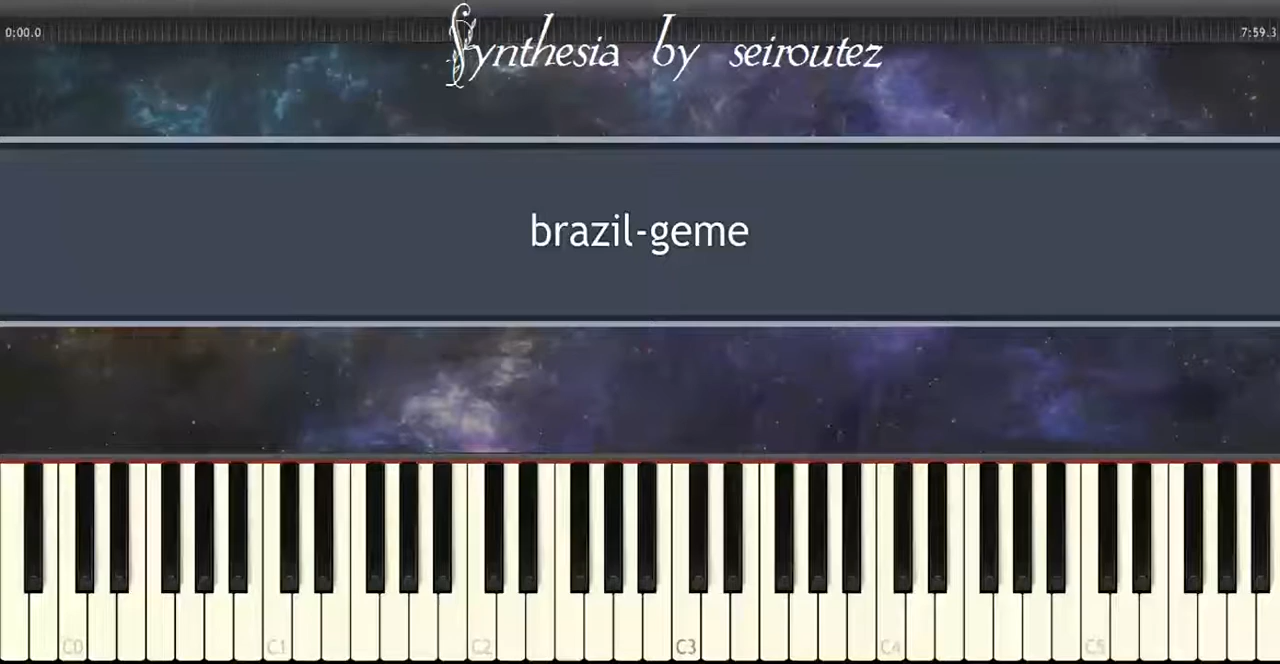 0:00.0
7:59.3
Synthesia by seiroutez
brazil-geme
C0 C1 C2 C3 C4 C5